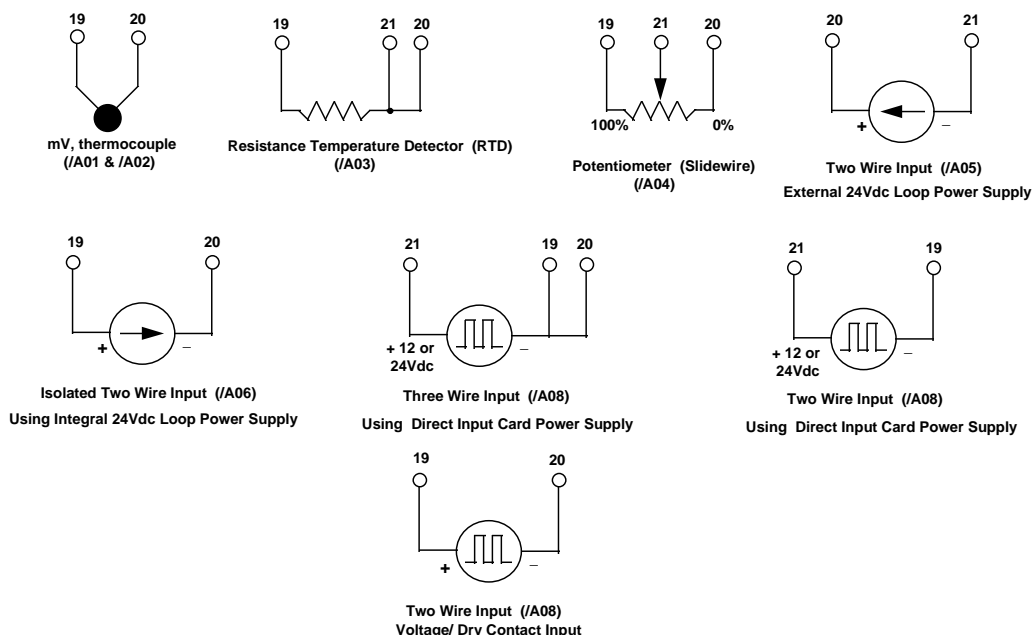 19 20
mV, thermocouple
(/A01 & /A02)
19 21 20
Resistance Temperature Detector (RTD)
(/A03)
19 21 20
100% 0%
Potentiometer (Slidewire)
(/A04)
20 21
+ _
Two Wire Input (/A05)
External 24Vdc Loop Power Supply
19 20
+ _
Isolated Two Wire Input (/A06)
Using Integral 24Vdc Loop Power Supply
21 19 20
+ 12 or
24Vdc
_
Three Wire Input (/A08)
Using Direct Input Card Power Supply
21 19
+ 12 or
24Vdc
_
Two Wire Input (/A08)
Using Direct Input Card Power Supply
19 20
+ _
Two Wire Input (/A08)
Voltage/ Dry Contact Input